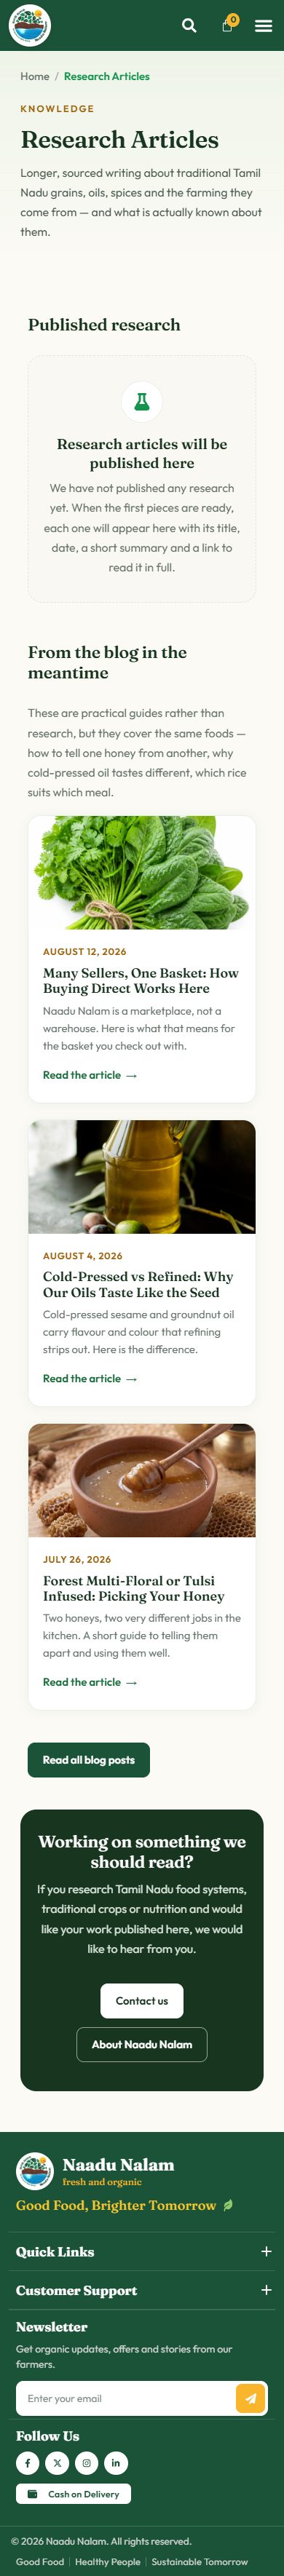 0
Home / Research Articles
KNOWLEDGE
Research Articles
Longer, sourced writing about traditional Tamil
Nadu grains, oils, spices and the farming they
come from — and what is actually known about
them.
Published research
Research articles will be
published here
We have not published any research
yet. When the first pieces are ready,
each one will appear here with its title,
date, a short summary and a link to
read it in full.
From the blog in the
meantime
These are practical guides rather than
research, but they cover the same foods —
how to tell one honey from another, why
cold-pressed oil tastes different, which rice
suits which meal.
AUGUST 12, 2026
Many Sellers, One Basket: How
Buying Direct Works Here
Naadu Nalam is a marketplace, not a
warehouse. Here is what that means for
the basket you check out with.
Read the article →
AUGUST 4, 2026
Cold-Pressed vs Refined: Why
Our Oils Taste Like the Seed
Cold-pressed sesame and groundnut oil
carry flavour and colour that refining
strips out. Here is the difference.
Read the article →
JULY 26, 2026
Forest Multi-Floral or Tulsi
Infused: Picking Your Honey
Two honeys, two very different jobs in the
kitchen. A short guide to telling them
apart and using them well.
Read the article →
Read all blog posts
Working on something we
should read?
If you research Tamil Nadu food systems,
traditional crops or nutrition and would
like your work published here, we would
like to hear from you.
Contact us
About Naadu Nalam
Naadu Nalam
fresh and organic
Good Food, Brighter Tomorrow
Quick Links +
Customer Support +
Newsletter
Get organic updates, offers and stories from our
farmers.
Enter your email
Follow Us
Cash on Delivery
© 2026 Naadu Nalam. All rights reserved.
Good Food | Healthy People | Sustainable Tomorrow